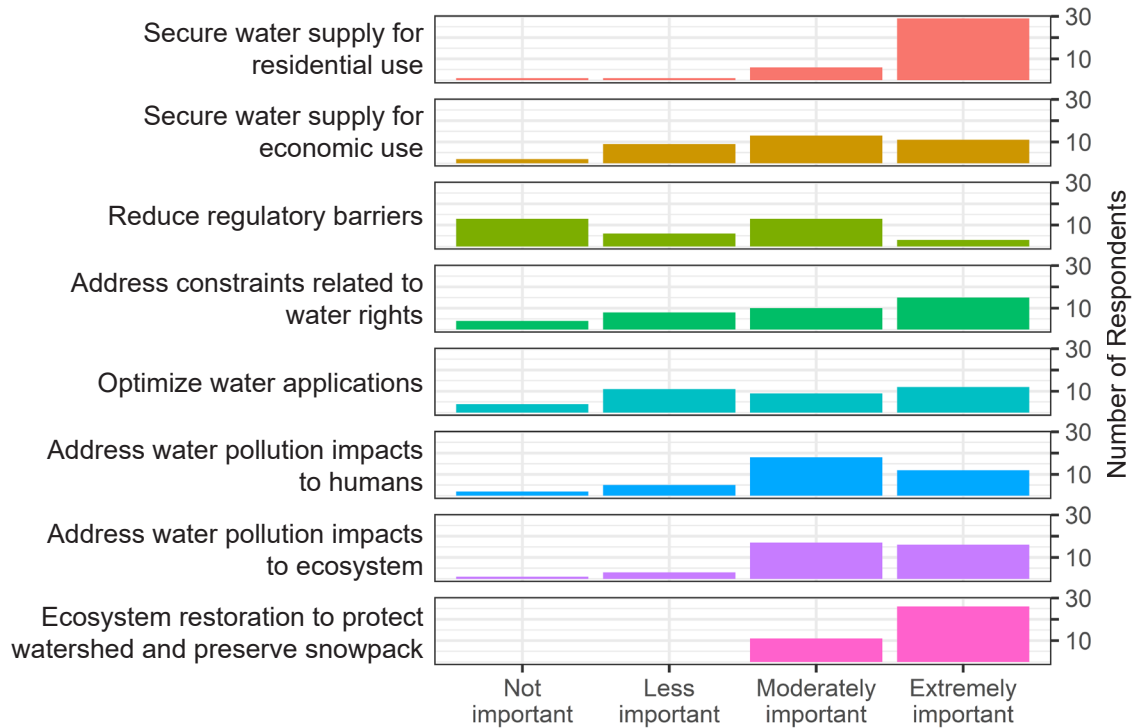 Secure water supply for
residential use
30
10
Secure water supply for
economic use
30
10
Reduce regulatory barriers
30
10
Address constraints related to
water rights
30
10
Optimize water applications
30
10
Address water pollution impacts
to humans
30
10
Address water pollution impacts
to ecosystem
30
10
Ecosystem restoration to protect
watershed and preserve snowpack
30
10
Number of Respondents
Not
important
Less
important
Moderately
important
Extremely
important